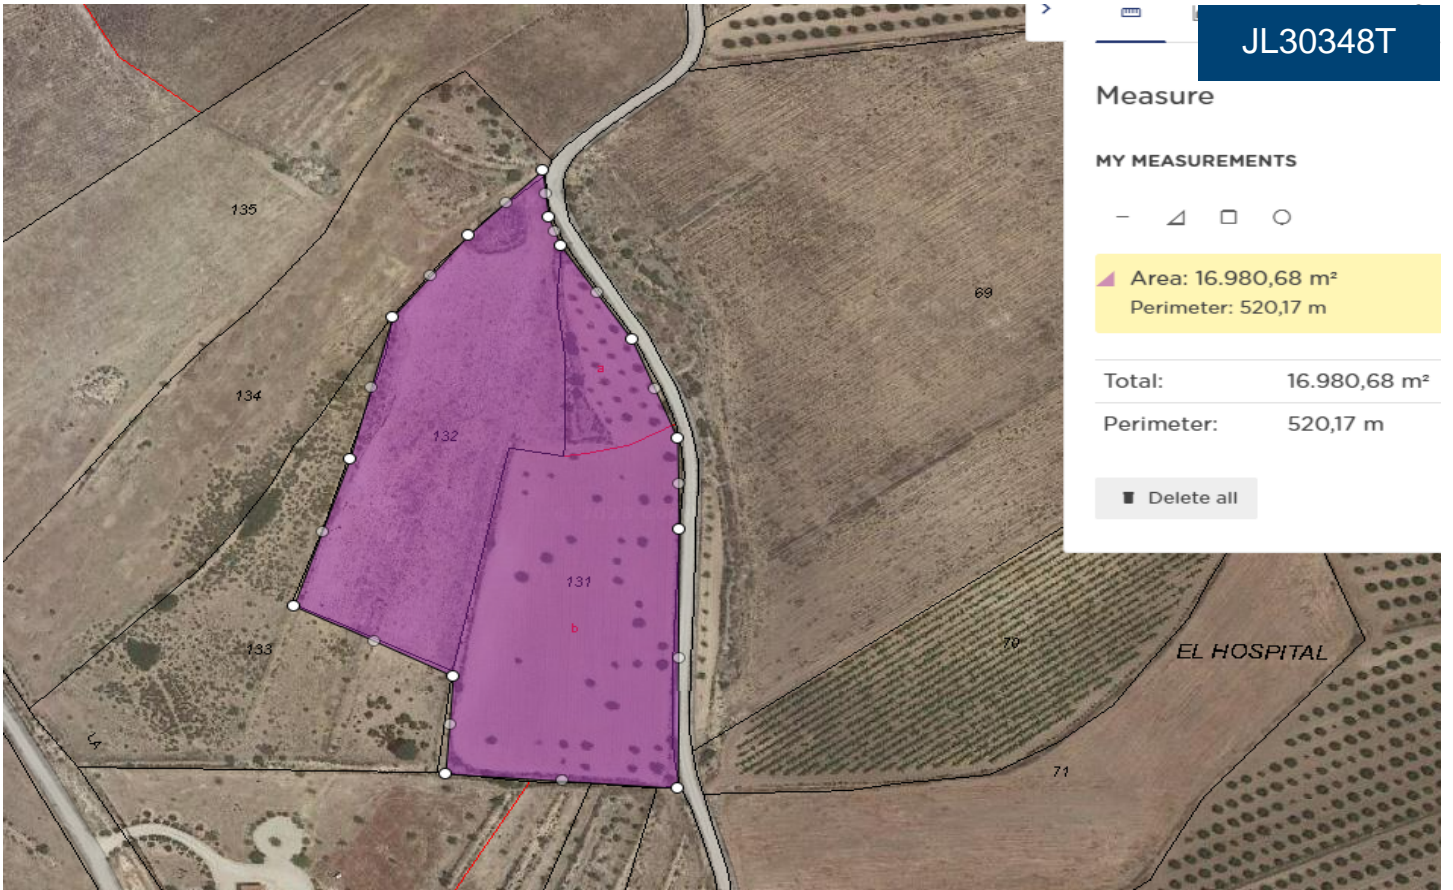 JL30348T
Measure
MY MEASUREMENTS
Area: 16.980,68 m²
Perimeter: 520,17 m
Total: 16.980,68 m²
Perimeter: 520,17 m
Delete all
135
69
134
a
132
131
b
133
70
EL HOSPITAL
LA
71